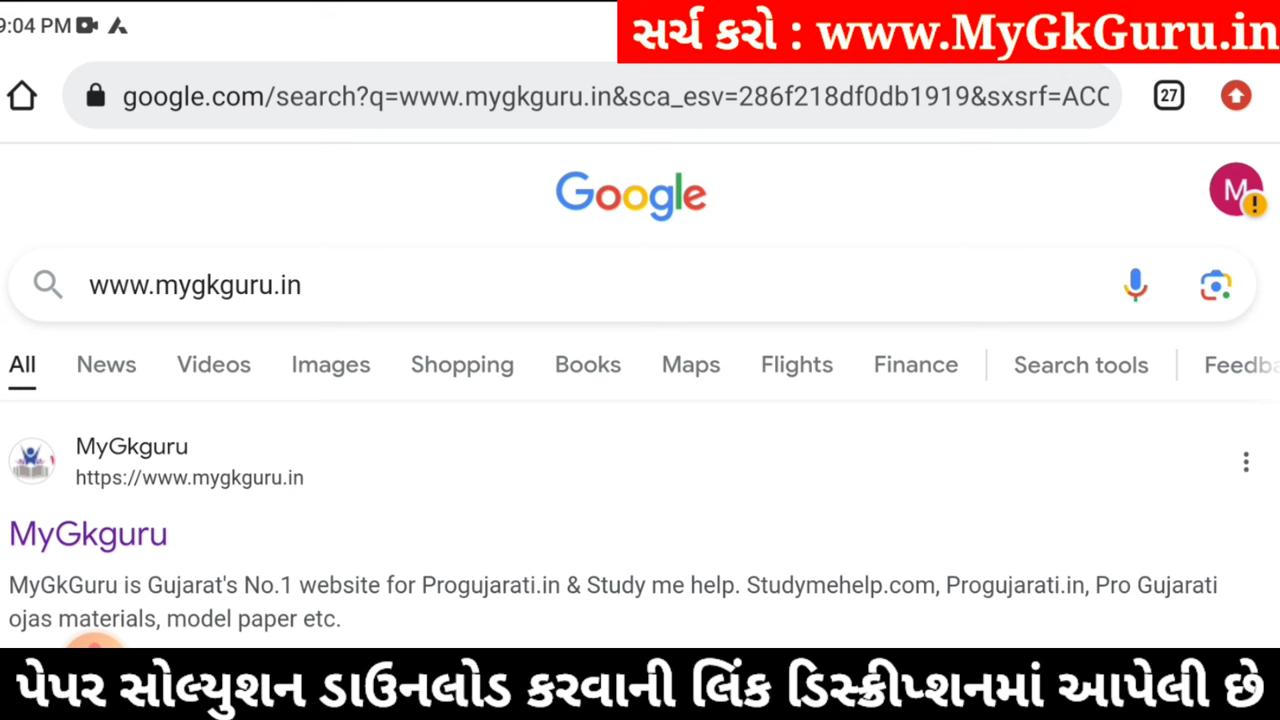 9:04 PM
સર્ચ કરો : www.MyGkGuru.in
google.com/search?q=www.mygkguru.in&sca_esv=286f218df0db1919&sxsrf=ACC
27
Google
M
www.mygkguru.in
All News Videos Images Shopping Books Maps Flights Finance Search tools Feedba
MyGkguru
https://www.mygkguru.in
MyGkguru
MyGkGuru is Gujarat's No.1 website for Progujarati.in & Study me help. Studymehelp.com, Progujarati.in, Pro Gujarati
ojas materials, model paper etc.
પેપર સોલ્યુશન ડાઉનલોડ કરવાની લિંક ડિસ્ક્રીપ્શનમાં આપેલી છે